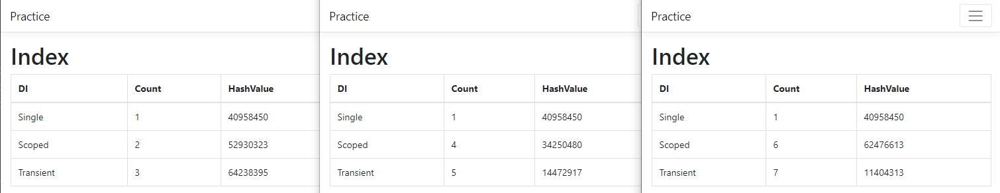 Practice
Index
DI Count HashValue
Single 1 40958450
Scoped 2 52930323
Transient 3 64238395
Practice
Index
DI Count HashValue
Single 1 40958450
Scoped 4 34250480
Transient 5 14472917
Practice
Index
DI Count HashValue
Single 1 40958450
Scoped 6 62476613
Transient 7 11404313